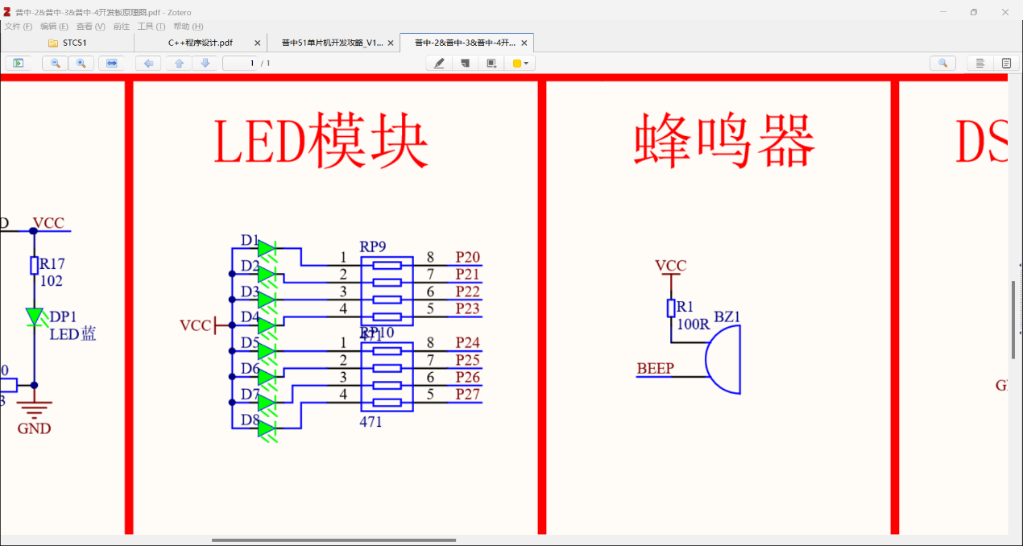 普中-2&普中-3&普中-4开发板原理图.pdf - Zotero
文件 (F) 编辑 (E) 查看 (V) 前往 工具 (T) 帮助 (H)
STC51 C++程序设计.pdf 普中51单片机开发攻略_V1... 普中-2&普中-3&普中-4开...
1 / 1
LED模块
蜂鸣器
DS
D
VCC
R17
102
DP1
LED蓝
0
3
GND
VCC
D1
D2
D3
D4
D5
D6
D7
D8
RP9
1 8 P20
2 7 P21
3 6 P22
4 5 P23
471
RP10
1 8 P24
2 7 P25
3 6 P26
4 5 P27
471
VCC
R1
100R
BZ1
BEEP
G